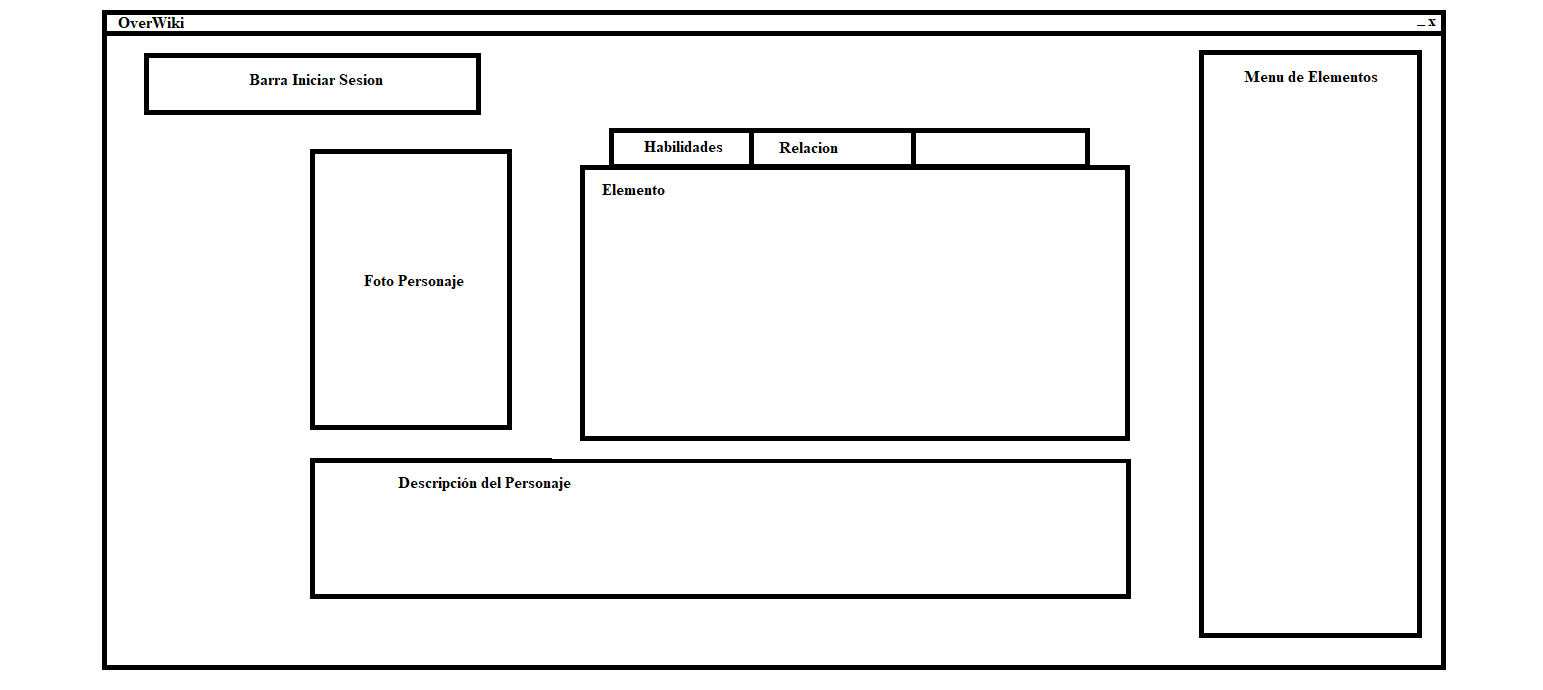 OverWiki
_ x
Barra Iniciar Sesion
Menu de Elementos
Habilidades
Relacion
Elemento
Foto Personaje
Descripción del Personaje